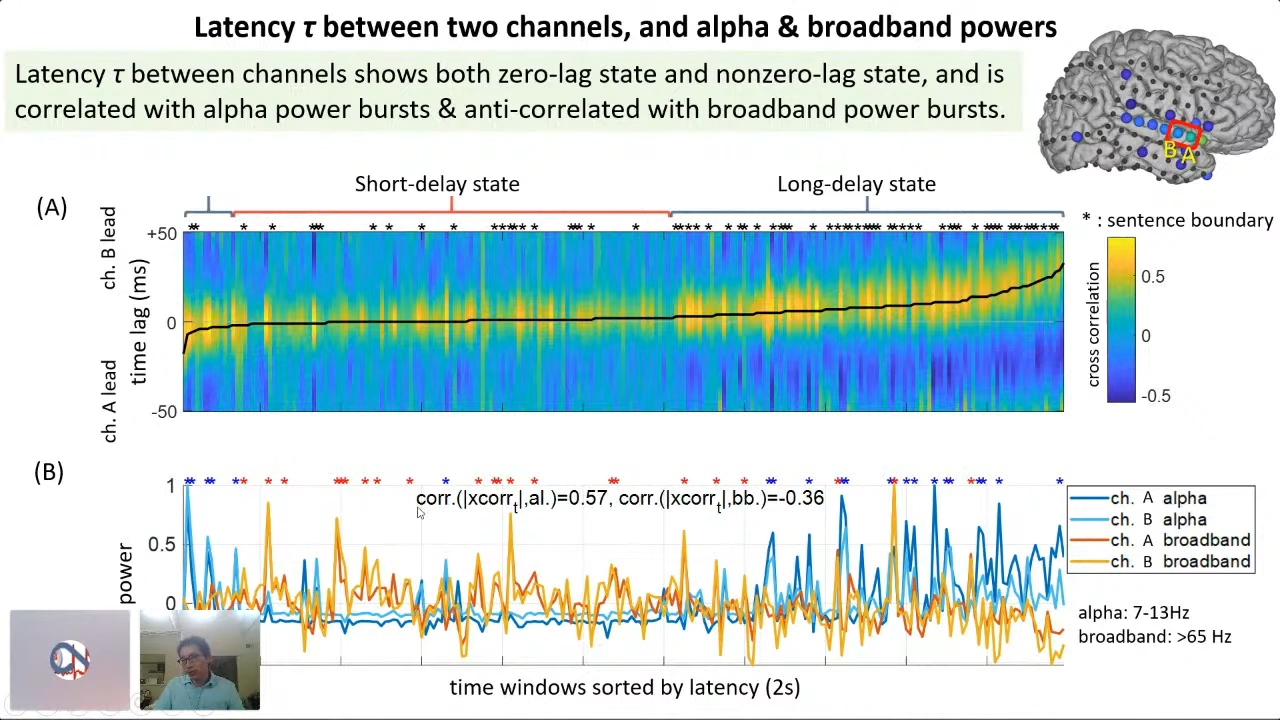 Latency τ between two channels, and alpha & broadband powers
Latency τ between channels shows both zero-lag state and nonzero-lag state, and is
correlated with alpha power bursts & anti-correlated with broadband power bursts.
B A
Short-delay state
Long-delay state
(A)
* : sentence boundary
ch. B lead
ch. A lead
time lag (ms)
+50
0
-50
cross correlation
0.5
0
-0.5
(B)
corr.(|xcorr_t|,al.)=0.57, corr.(|xcorr_t|,bb.)=-0.36
power
1
0.5
0
ch. A alpha
ch. B alpha
ch. A broadband
ch. B broadband
alpha: 7-13Hz
broadband: >65 Hz
time windows sorted by latency (2s)